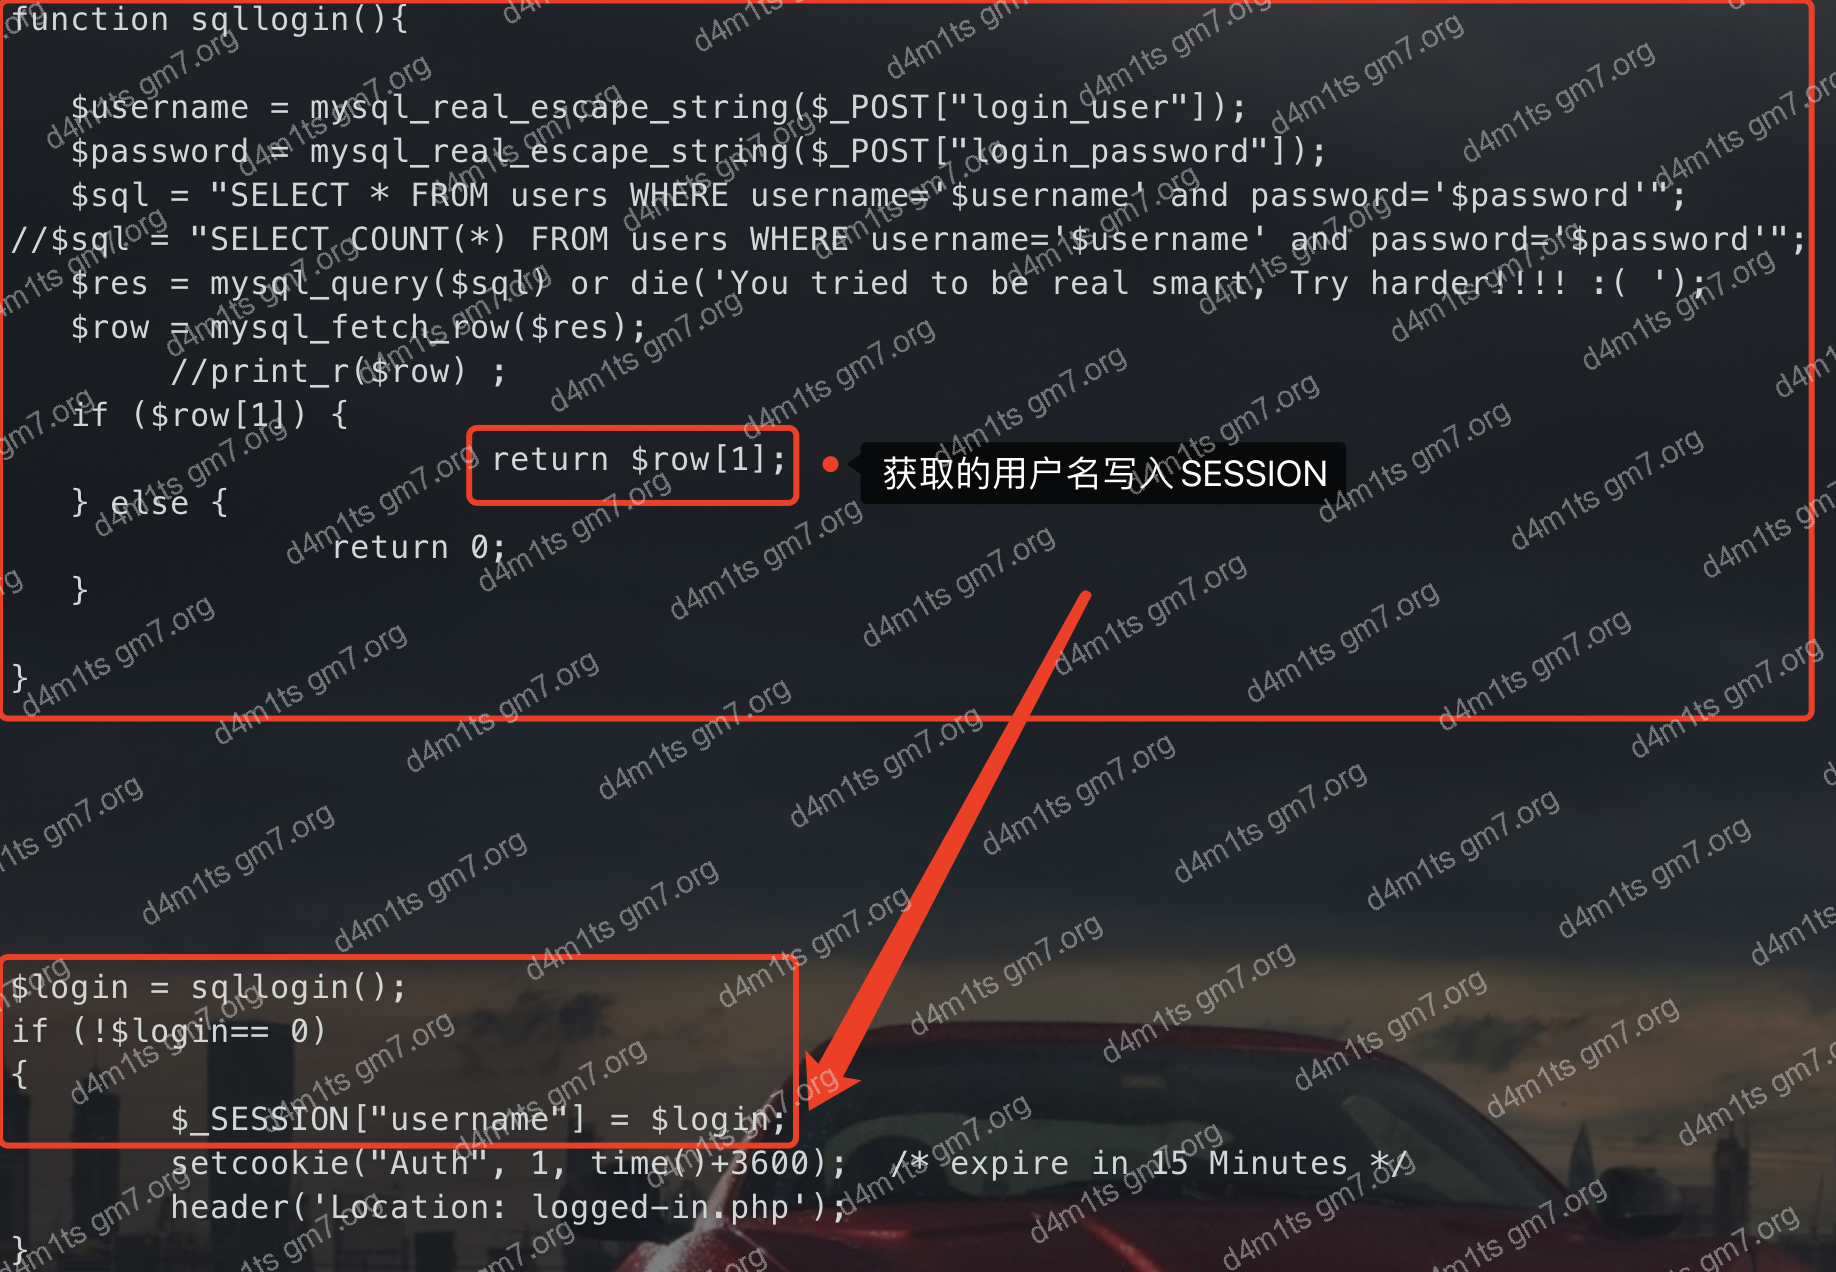 function sqllogin(){
$username = mysql_real_escape_string($_POST["login_user"]);
$password = mysql_real_escape_string($_POST["login_password"]);
$sql = "SELECT * FROM users WHERE username='$username' and password='$password'";
//$sql = "SELECT COUNT(*) FROM users WHERE username='$username' and password='$password'";
$res = mysql_query($sql) or die('You tried to be real smart, Try harder!!!! :( ');
$row = mysql_fetch_row($res);
//print_r($row) ;
if ($row[1]) {
return $row[1];
获取的用户名写入SESSION
} else {
return 0;
}
}
$login = sqllogin();
if (!$login== 0)
{
$_SESSION["username"] = $login;
setcookie("Auth", 1, time()+3600); /* expire in 15 Minutes */
header('Location: logged-in.php');
}
d4m1ts gm7.org